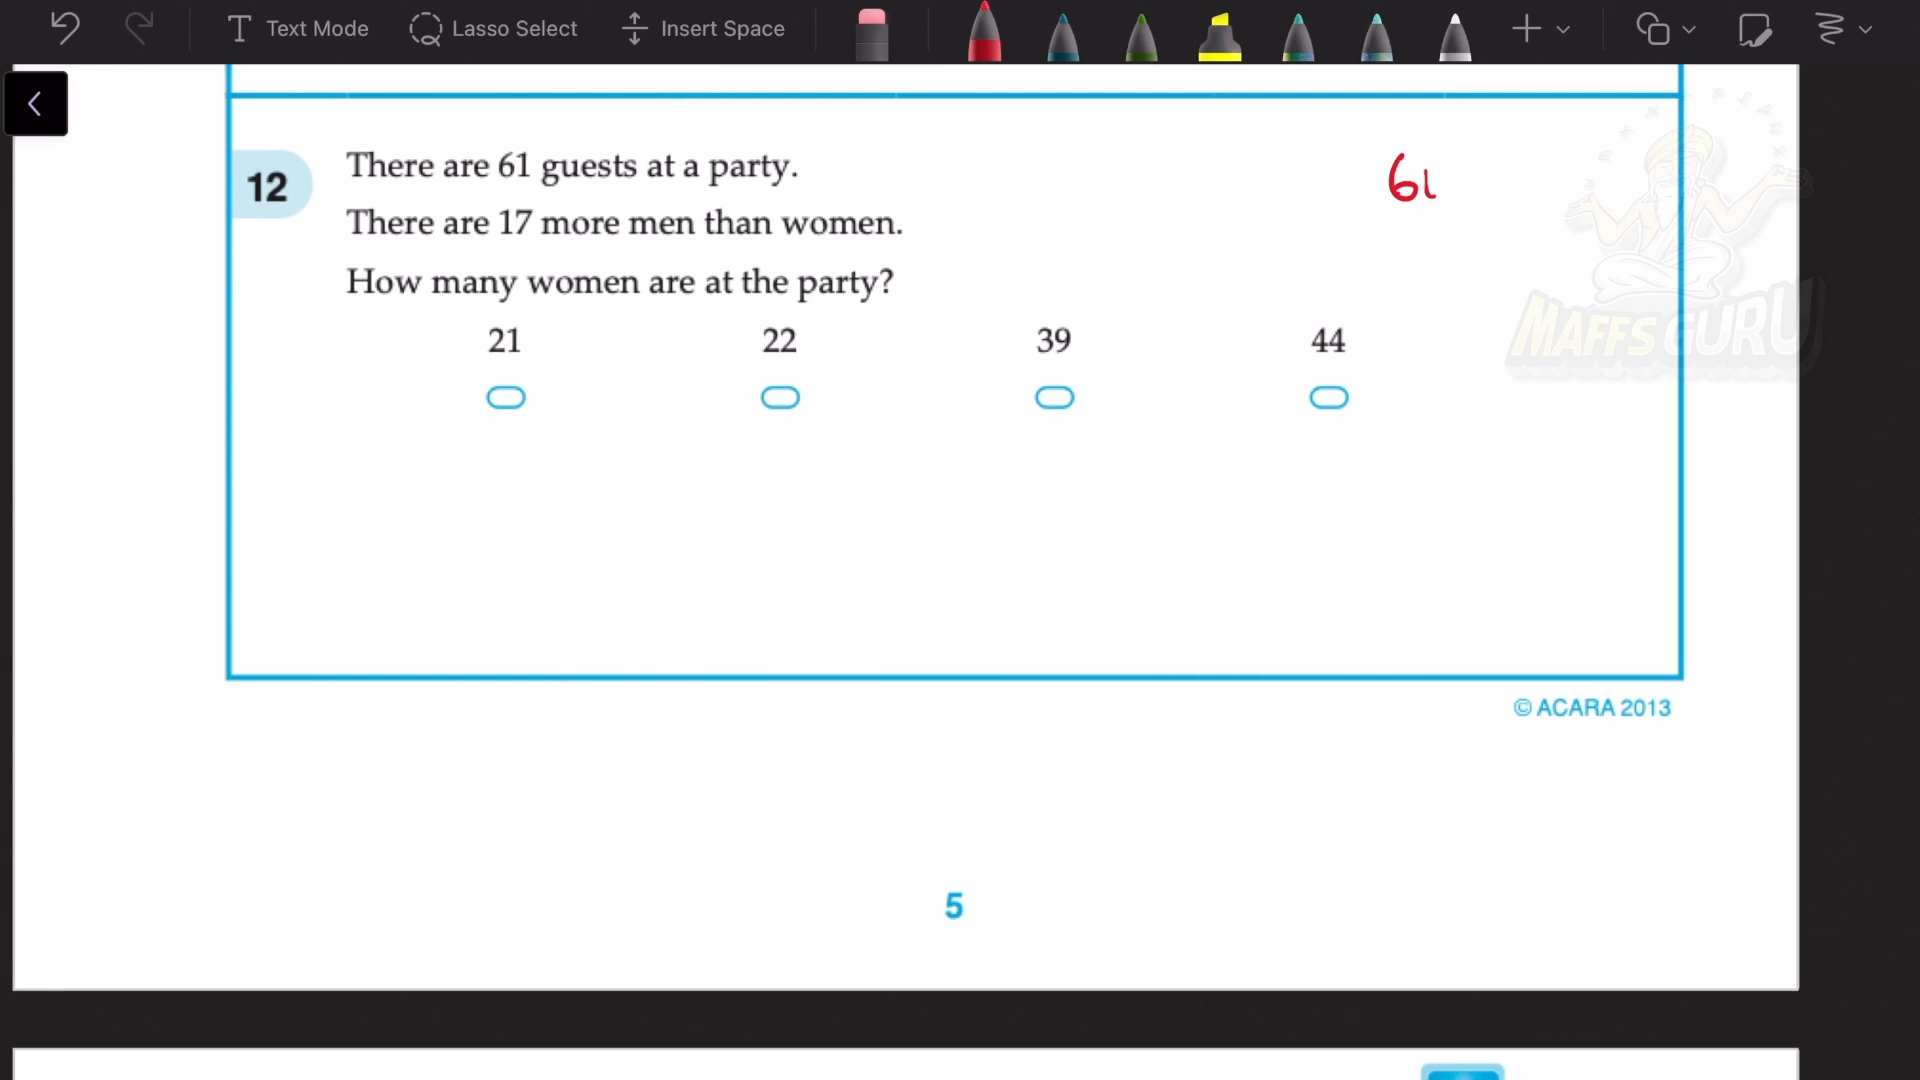 Text Mode Lasso Select Insert Space
12 There are 61 guests at a party. 61
There are 17 more men than women.
How many women are at the party?
21 22 39 44
MAFFS GURU
© ACARA 2013
5